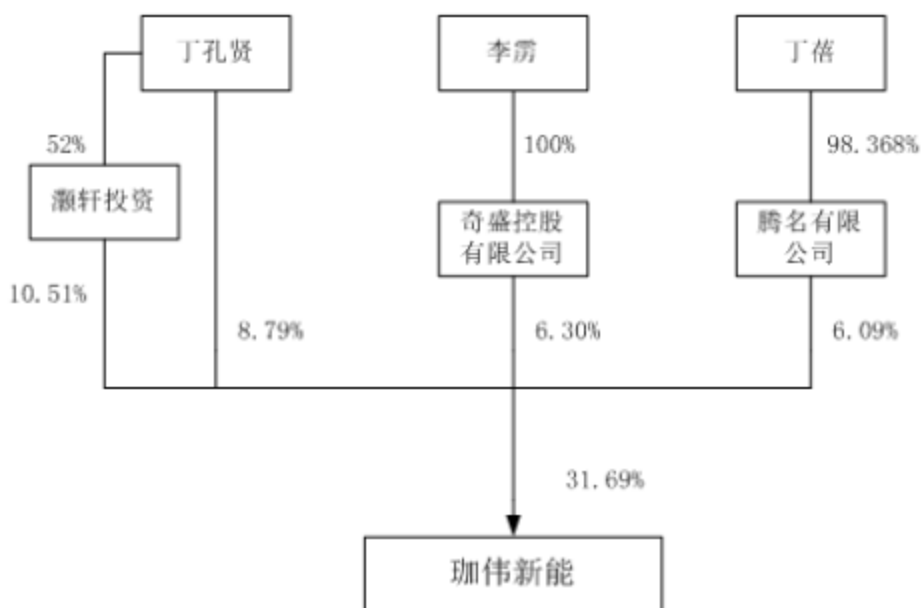 丁孔贤
李雳
丁蓓
52%
100%
98.368%
灏轩投资
奇盛控股
有限公司
腾名有限
公司
10.51%
8.79%
6.30%
6.09%
31.69%
珈伟新能